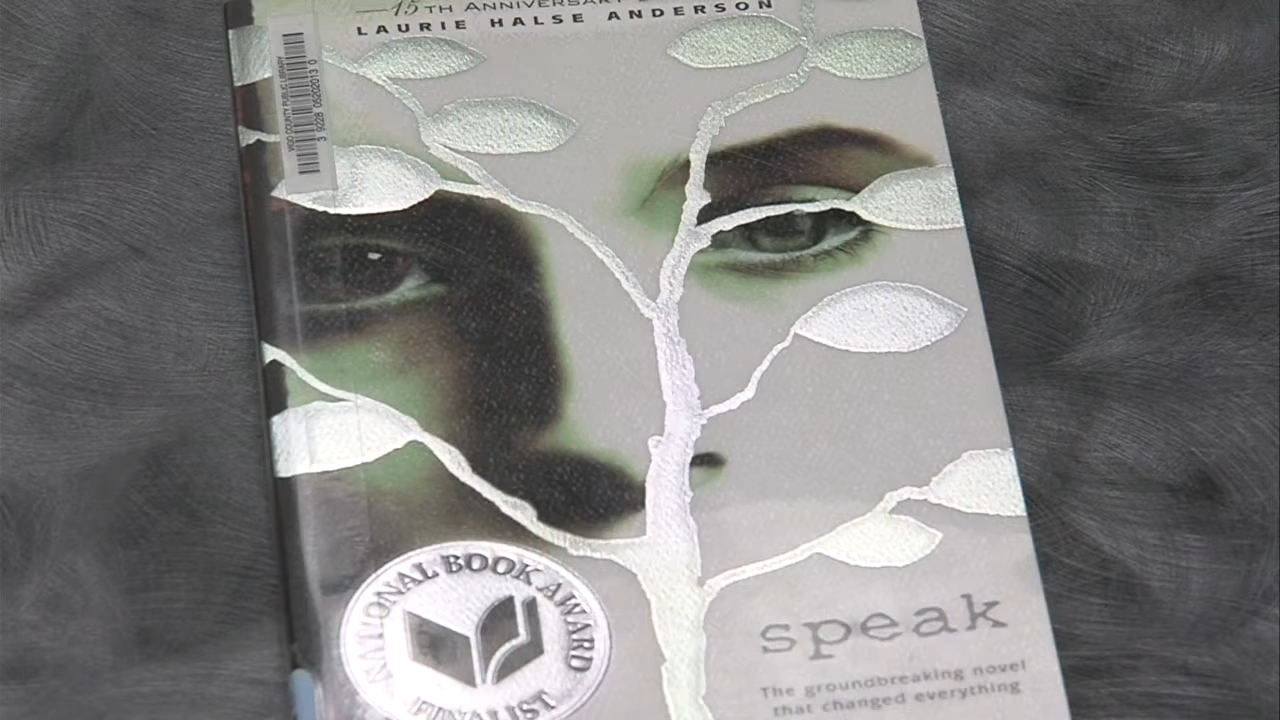 —15TH ANNIVERSARY
LAURIE HALSE ANDERSON
VIGO COUNTY PUBLIC LIBRARY
3 9228 05202013 0
NATIONAL BOOK AWARD
FINALIST
speak
The groundbreaking novel
that changed everything